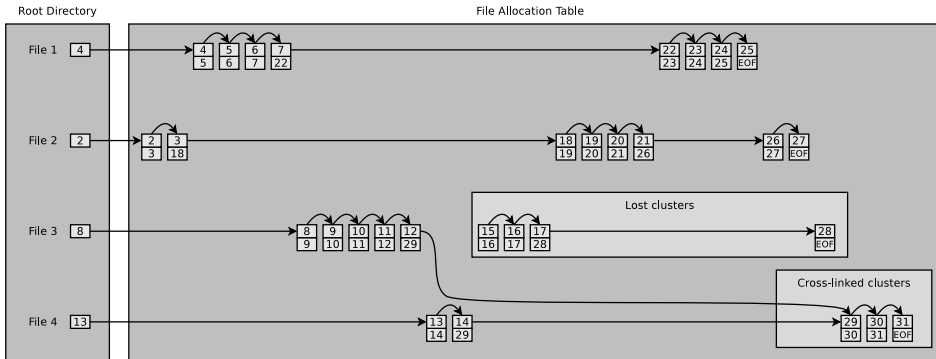 Root Directory File Allocation Table
File 1 4 4 5 6 7 22 23 24 25
5 6 7 22 23 24 25 EOF
File 2 2 2 3 18 19 20 21 26 27
3 18 19 20 21 26 27 EOF
Lost clusters
File 3 8 8 9 10 11 12 15 16 17 28
9 10 11 12 29 16 17 28 EOF
Cross-linked clusters
File 4 13 13 14 29 30 31
14 29 30 31 EOF